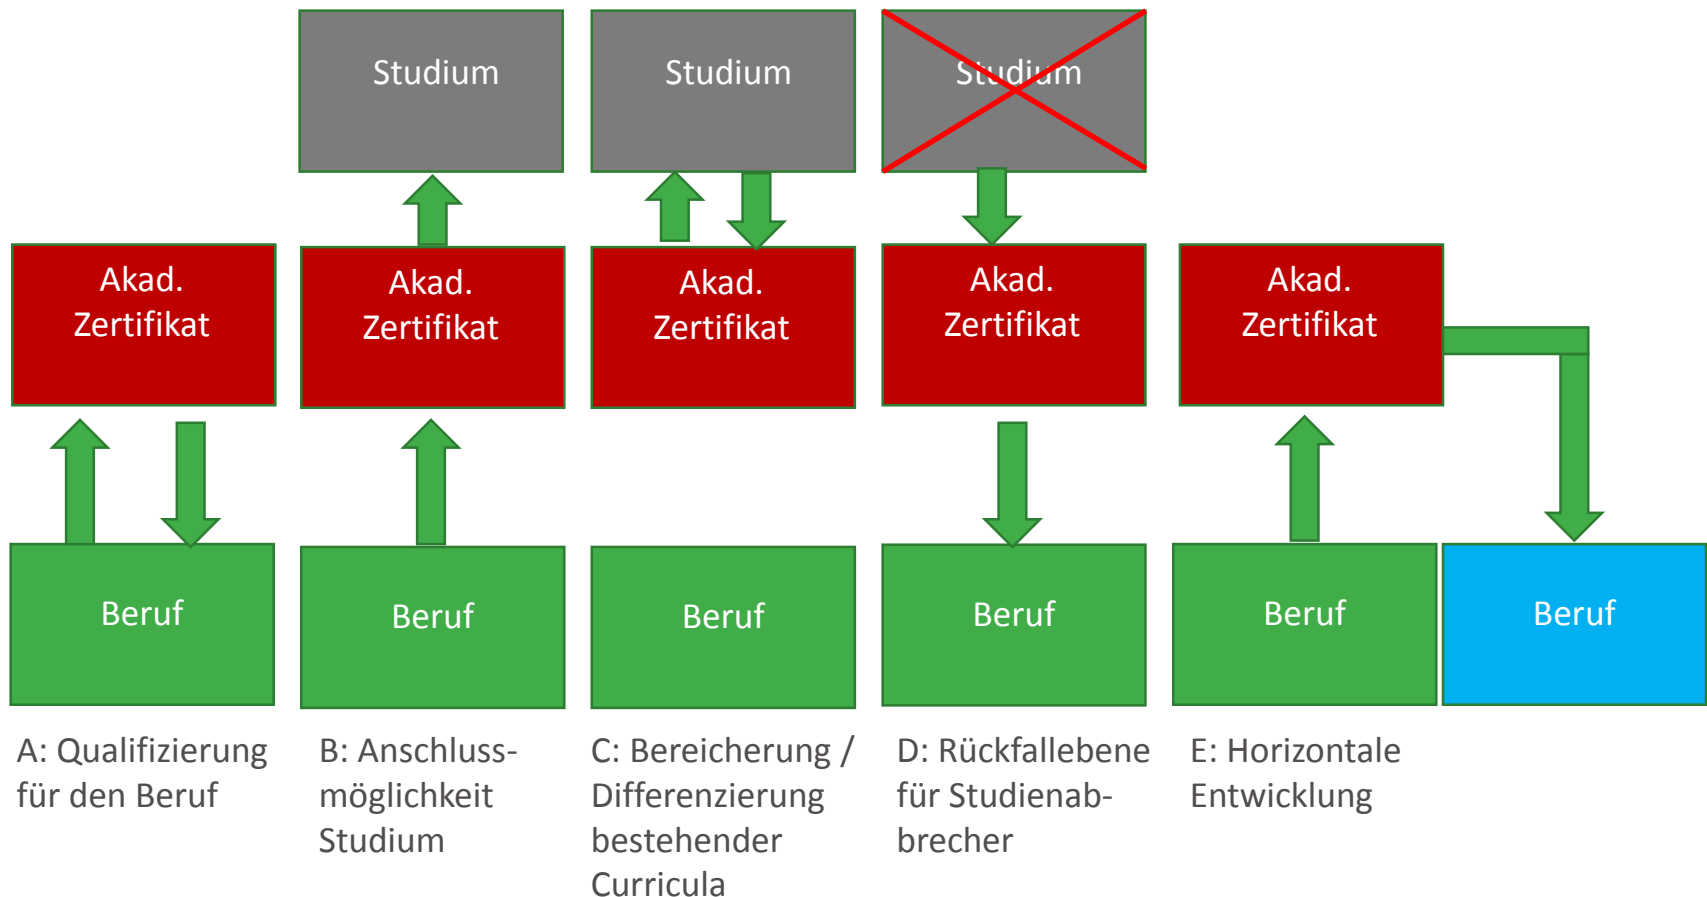 Studium
Studium
Studium
Akad.
Zertifikat
Akad.
Zertifikat
Akad.
Zertifikat
Akad.
Zertifikat
Akad.
Zertifikat
Beruf
Beruf
Beruf
Beruf
Beruf
Beruf
A: Qualifizierung
für den Beruf
B: Anschluss-
möglichkeit
Studium
C: Bereicherung /
Differenzierung
bestehender
Curricula
D: Rückfallebene
für Studienab-
brecher
E: Horizontale
Entwicklung